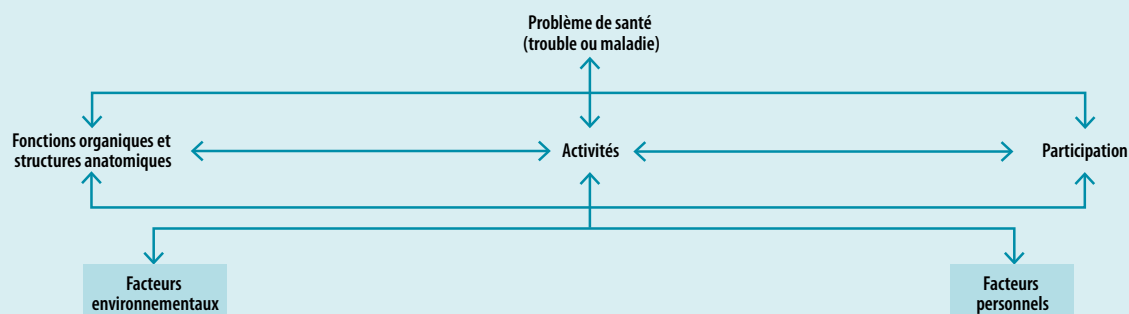 Problème de santé
(trouble ou maladie)
Fonctions organiques et
structures anatomiques
Activités
Participation
Facteurs
environnementaux
Facteurs
personnels